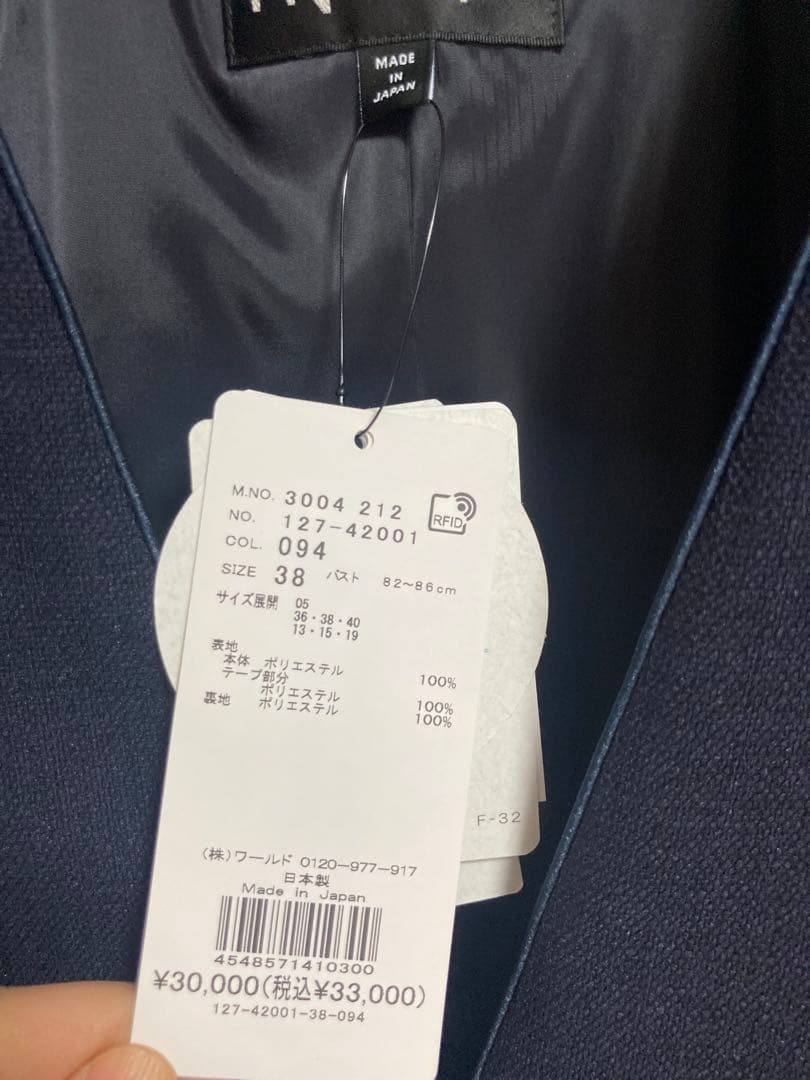 MADE
IN
JAPAN
M.NO. 3004 212
RFID
NO. 127-42001
COL. 094
SIZE 38 バスト 82〜86cm
サイズ展開 05
36・38・40
13・15・19
表地
本体 ポリエステル 100%
テープ部分
ポリエステル 100%
裏地 ポリエステル 100%
F-32
(株)ワールド 0120-977-917
日本製
Made in Japan
4548571410300
¥30,000(税込¥33,000)
127-42001-38-094